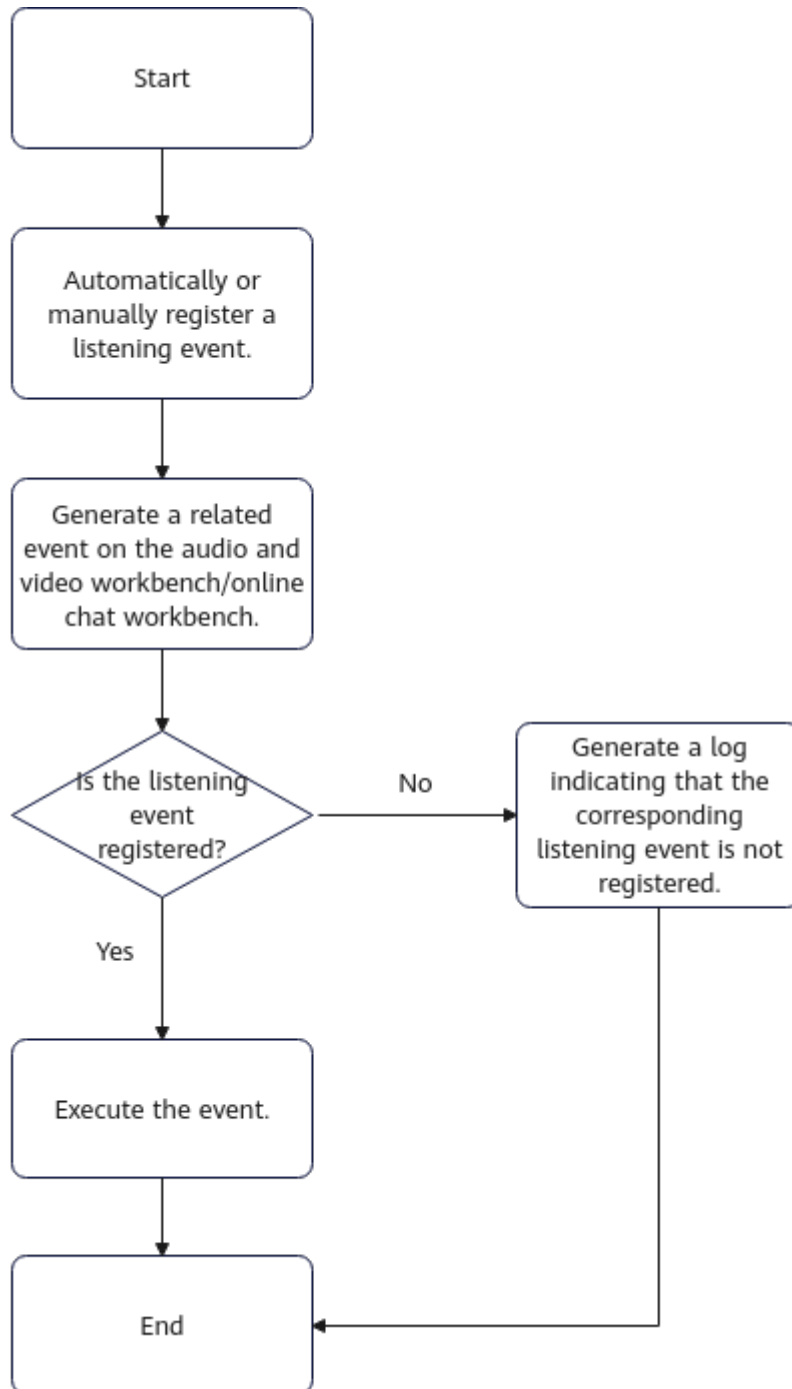 Start
Automatically or
manually register a
listening event.
Generate a related
event on the audio and
video workbench/online
chat workbench.
Is the listening
event
registered?
No
Generate a log
indicating that the
corresponding
listening event is not
registered.
Yes
Execute the event.
End